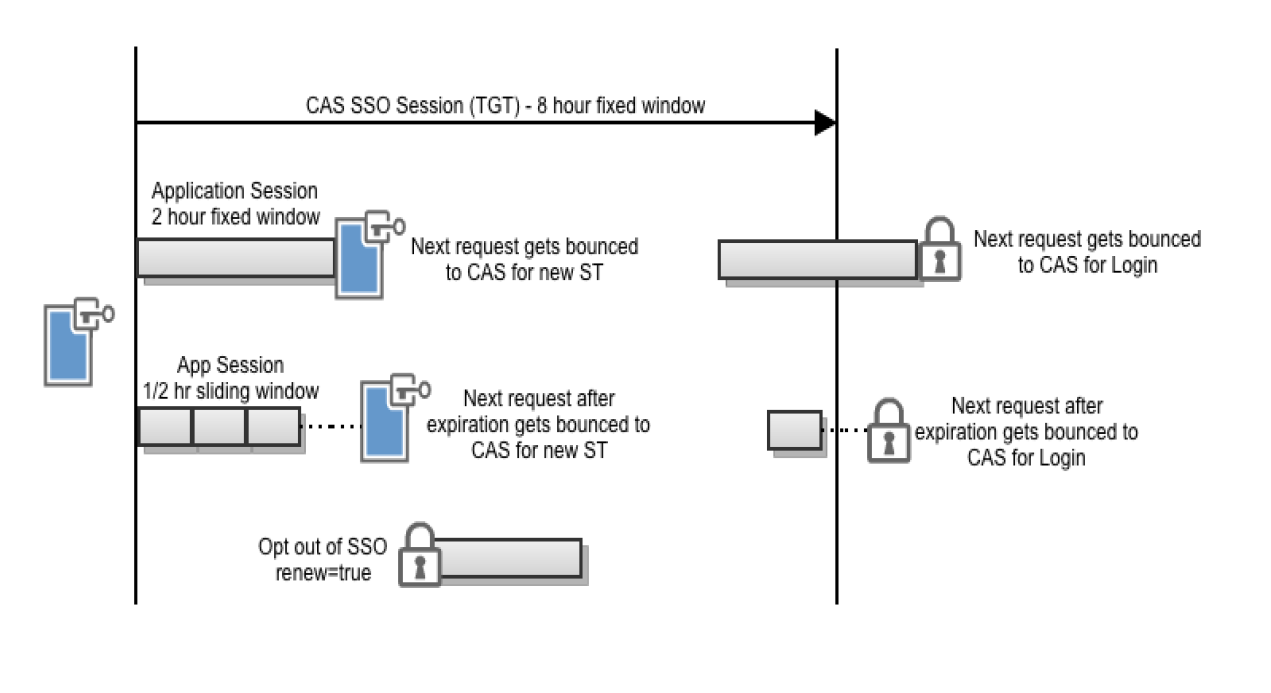 CAS SSO Session (TGT) - 8 hour fixed window
Application Session
2 hour fixed window
Next request gets bounced
to CAS for new ST
Next request gets bounced
to CAS for Login
App Session
1/2 hr sliding window
Next request after
expiration gets bounced to
CAS for new ST
Next request after
expiration gets bounced to
CAS for Login
Opt out of SSO
renew=true